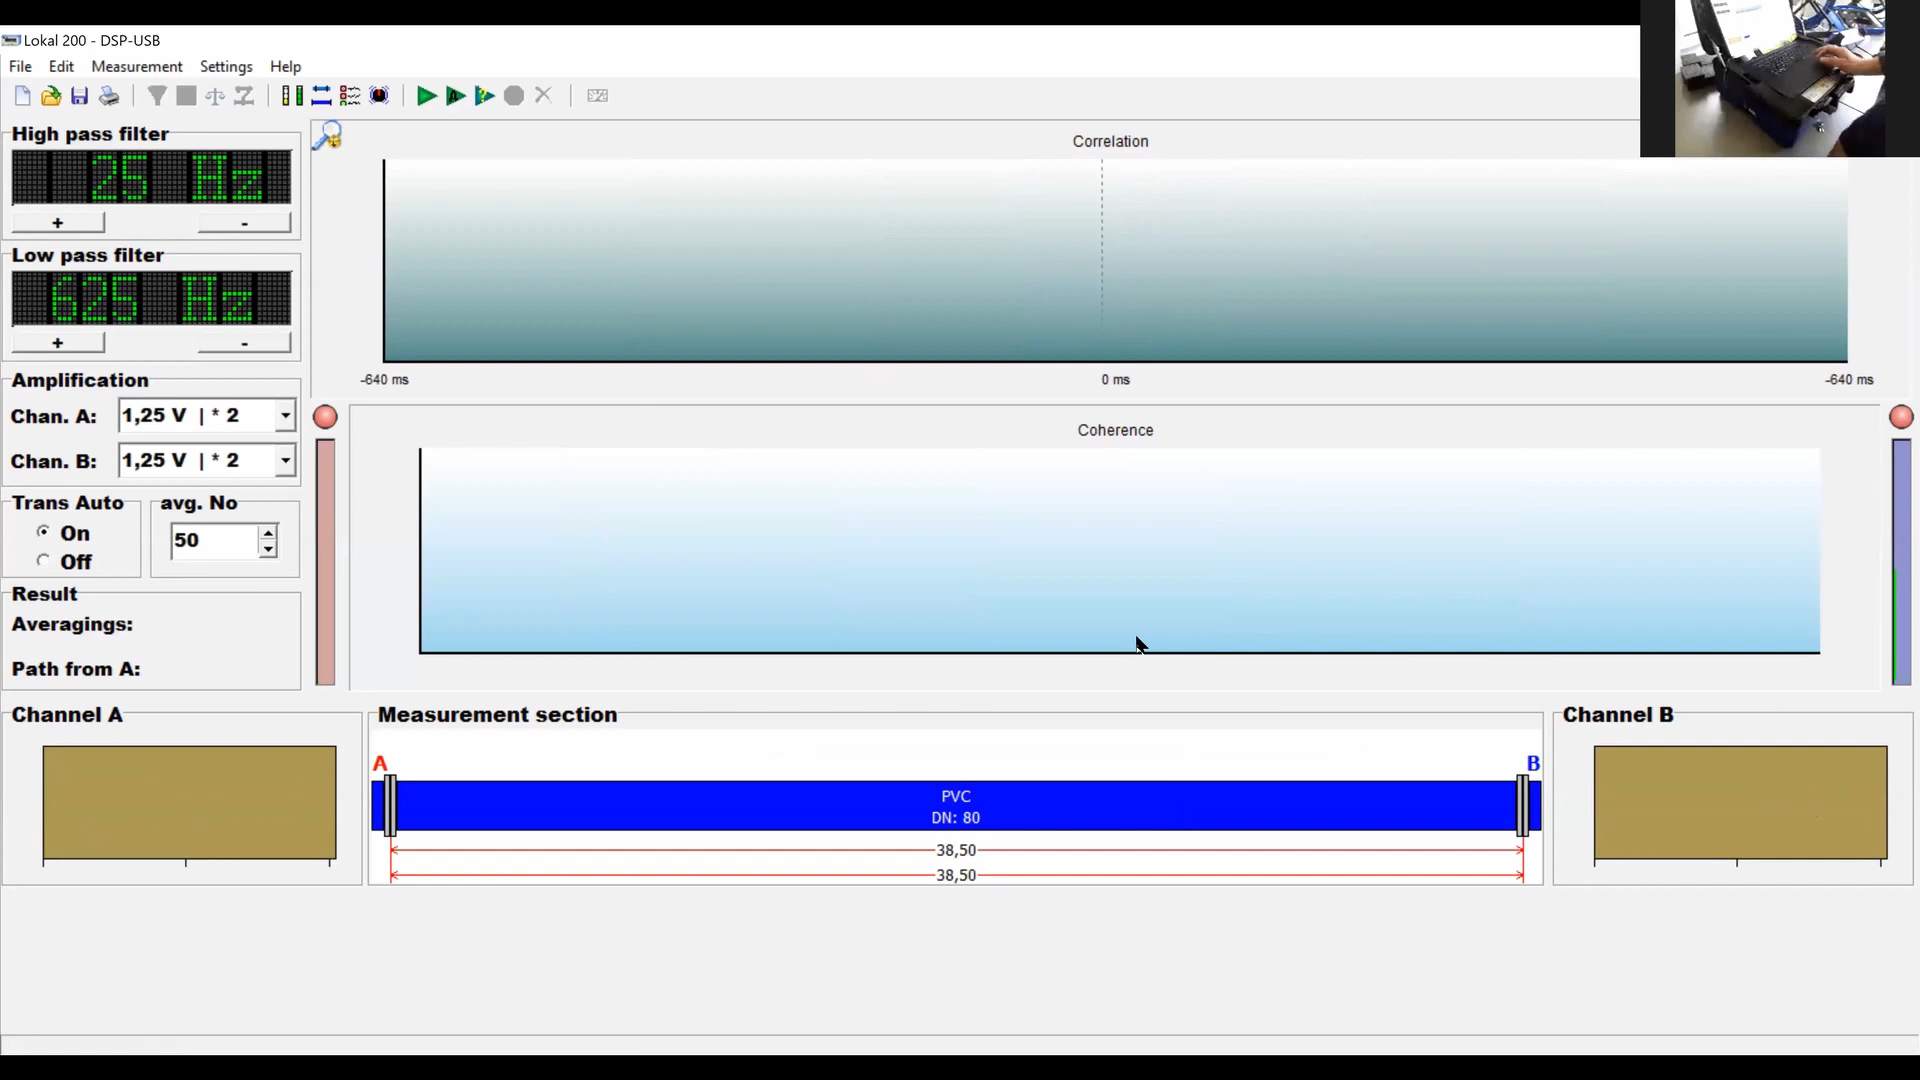 Lokal 200 - DSP-USB
File Edit Measurement Settings Help
High pass filter
25 Hz
+ -
Low pass filter
625 Hz
+ -
Amplification
Chan. A: 1,25 V | * 2
Chan. B: 1,25 V | * 2
Trans Auto
On
Off
avg. No
50
Result
Averagings:
Path from A:
Correlation
-640 ms 0 ms -640 ms
Coherence
Channel A
Measurement section
A B
PVC
DN: 80
38,50
38,50
Channel B